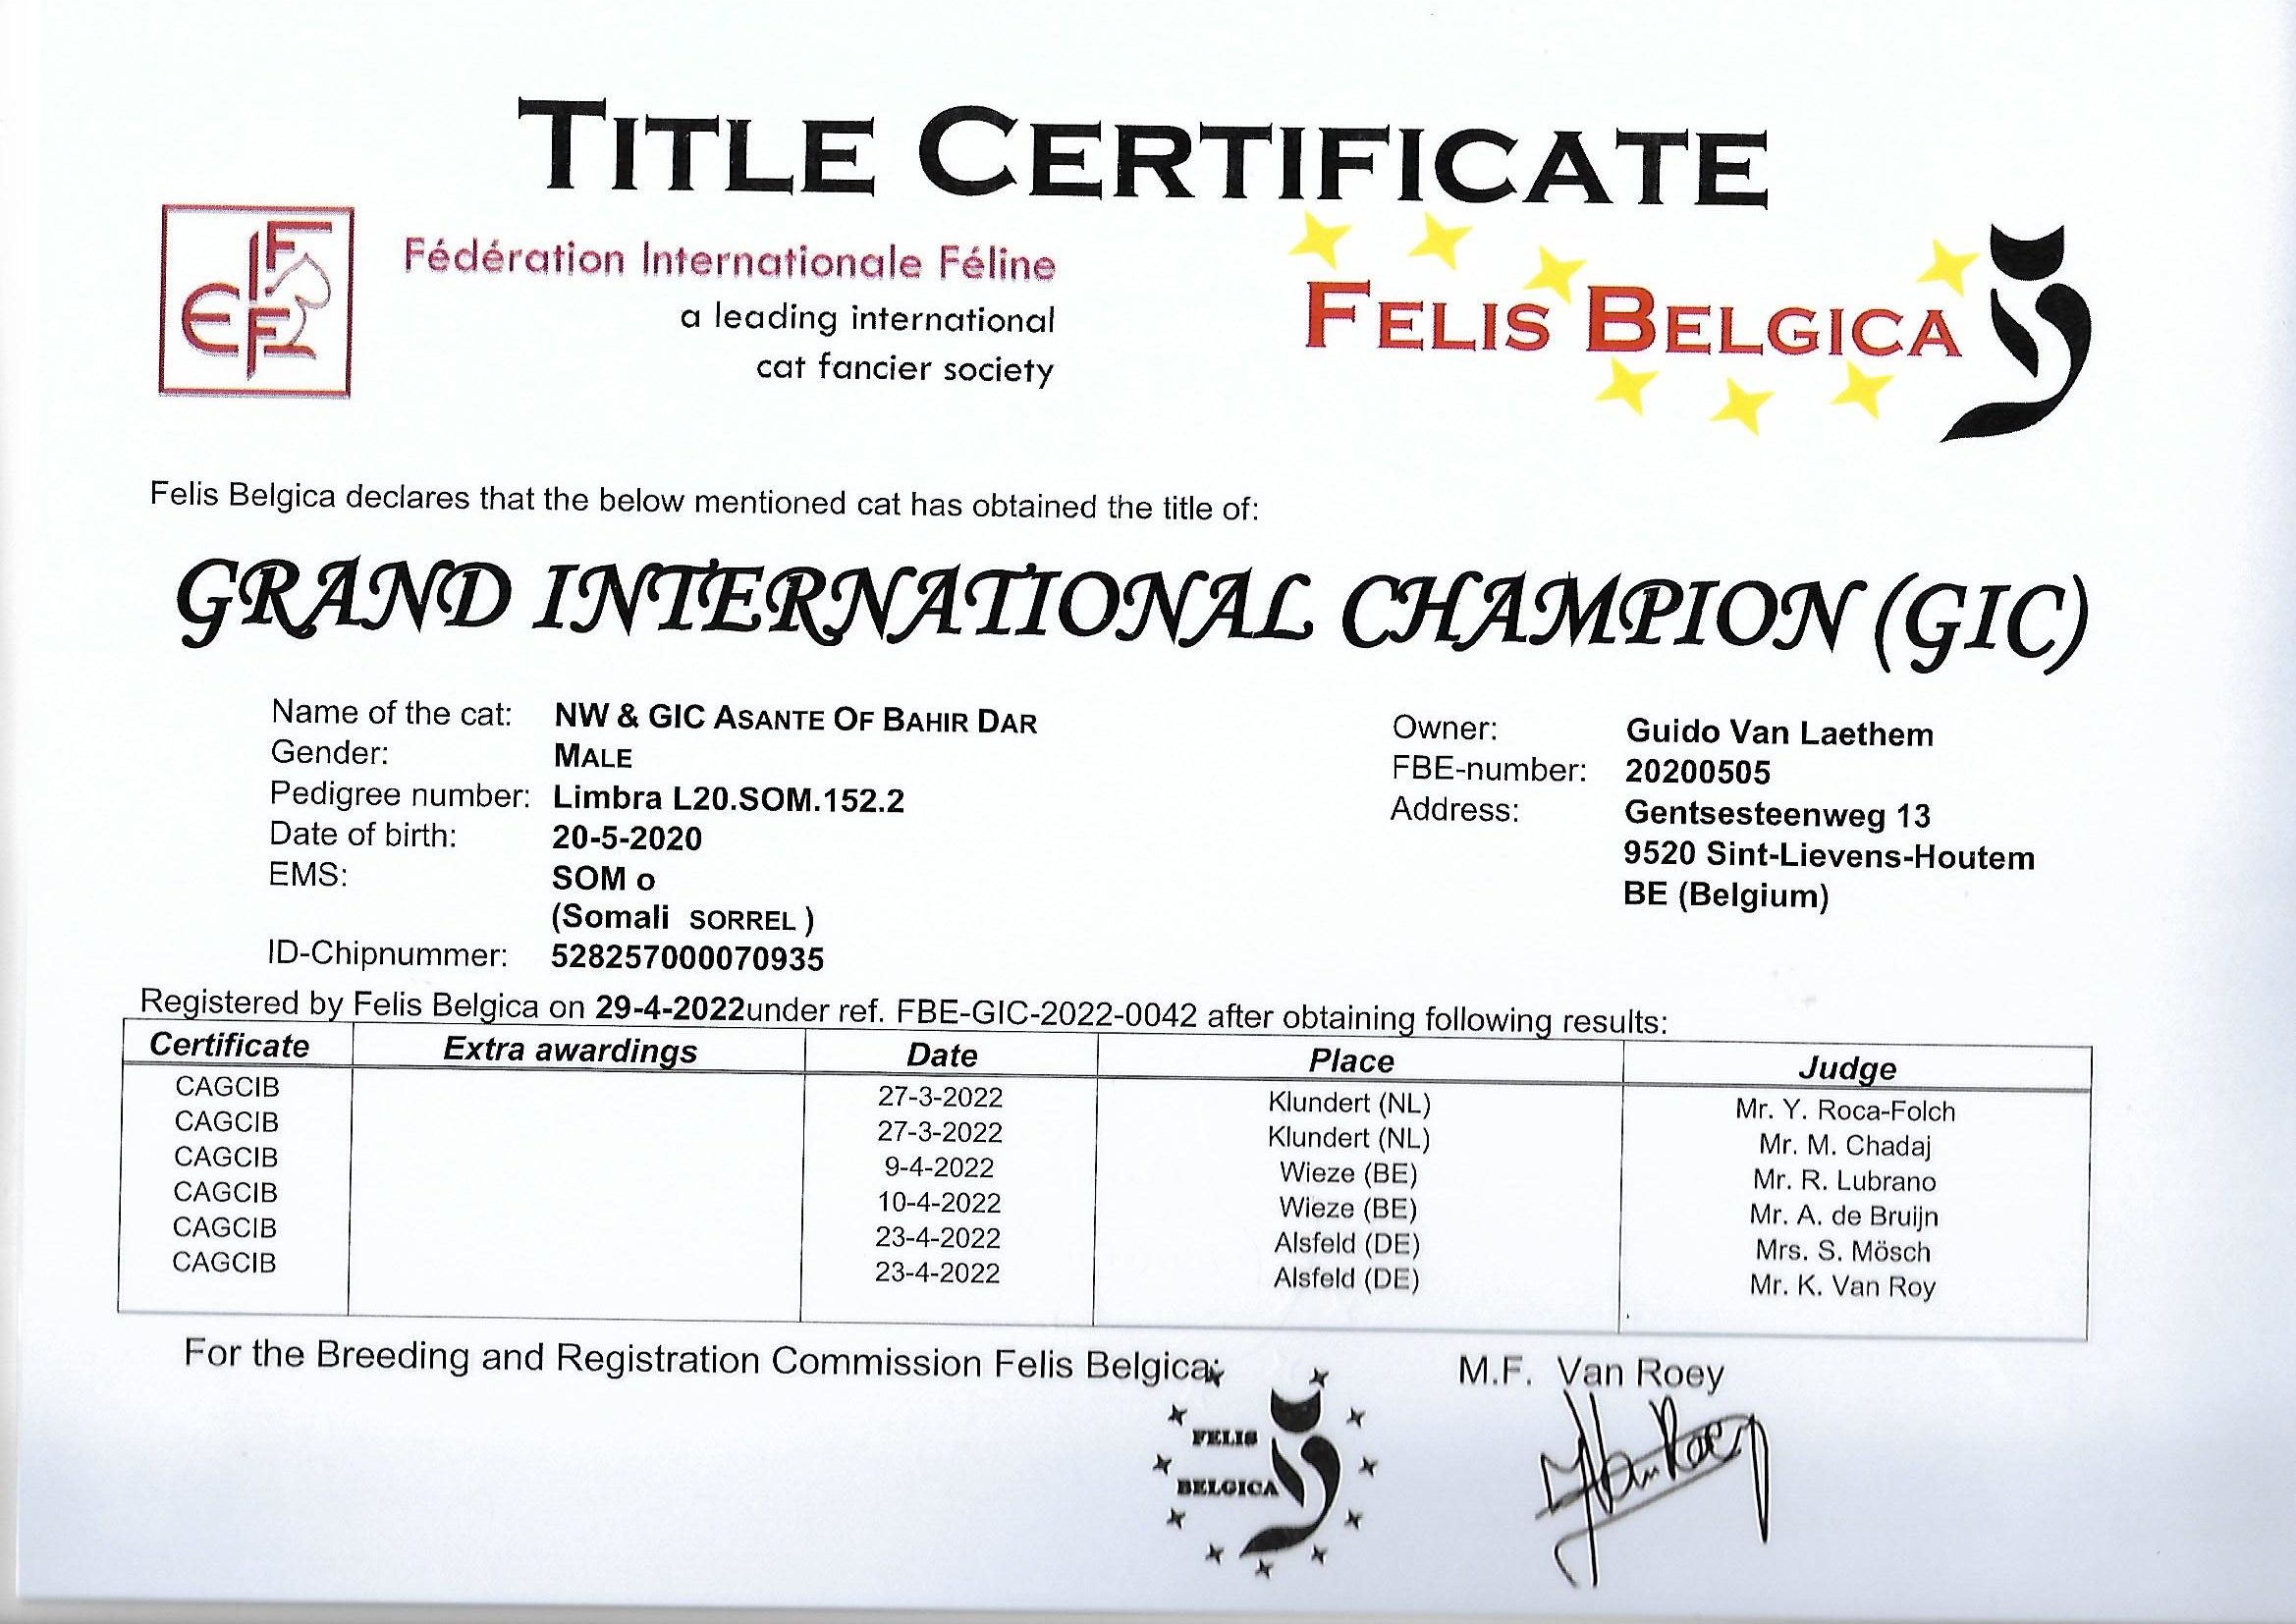 TITLE CERTIFICATE
FIFE
Fédération Internationale Féline
a leading international
cat fancier society
FELIS BELGICA
Felis Belgica declares that the below mentioned cat has obtained the title of:
GRAND INTERNATIONAL CHAMPION (GIC)
Name of the cat: NW & GIC ASANTE OF BAHIR DAR
Gender: MALE
Pedigree number: Limbra L20.SOM.152.2
Date of birth: 20-5-2020
EMS: SOM o
(Somali SORREL )
ID-Chipnummer: 528257000070935
Owner: Guido Van Laethem
FBE-number: 20200505
Address: Gentsesteenweg 13
9520 Sint-Lievens-Houtem
BE (Belgium)
Registered by Felis Belgica on 29-4-2022under ref. FBE-GIC-2022-0042 after obtaining following results:
Certificate Extra awardings Date Place Judge
CAGCIB 27-3-2022 Klundert (NL) Mr. Y. Roca-Folch
CAGCIB 27-3-2022 Klundert (NL) Mr. M. Chadaj
CAGCIB 9-4-2022 Wieze (BE) Mr. R. Lubrano
CAGCIB 10-4-2022 Wieze (BE) Mr. A. de Bruijn
CAGCIB 23-4-2022 Alsfeld (DE) Mrs. S. Mösch
CAGCIB 23-4-2022 Alsfeld (DE) Mr. K. Van Roy
For the Breeding and Registration Commission Felis Belgica: M.F. Van Roey
FELIS
BELGICA